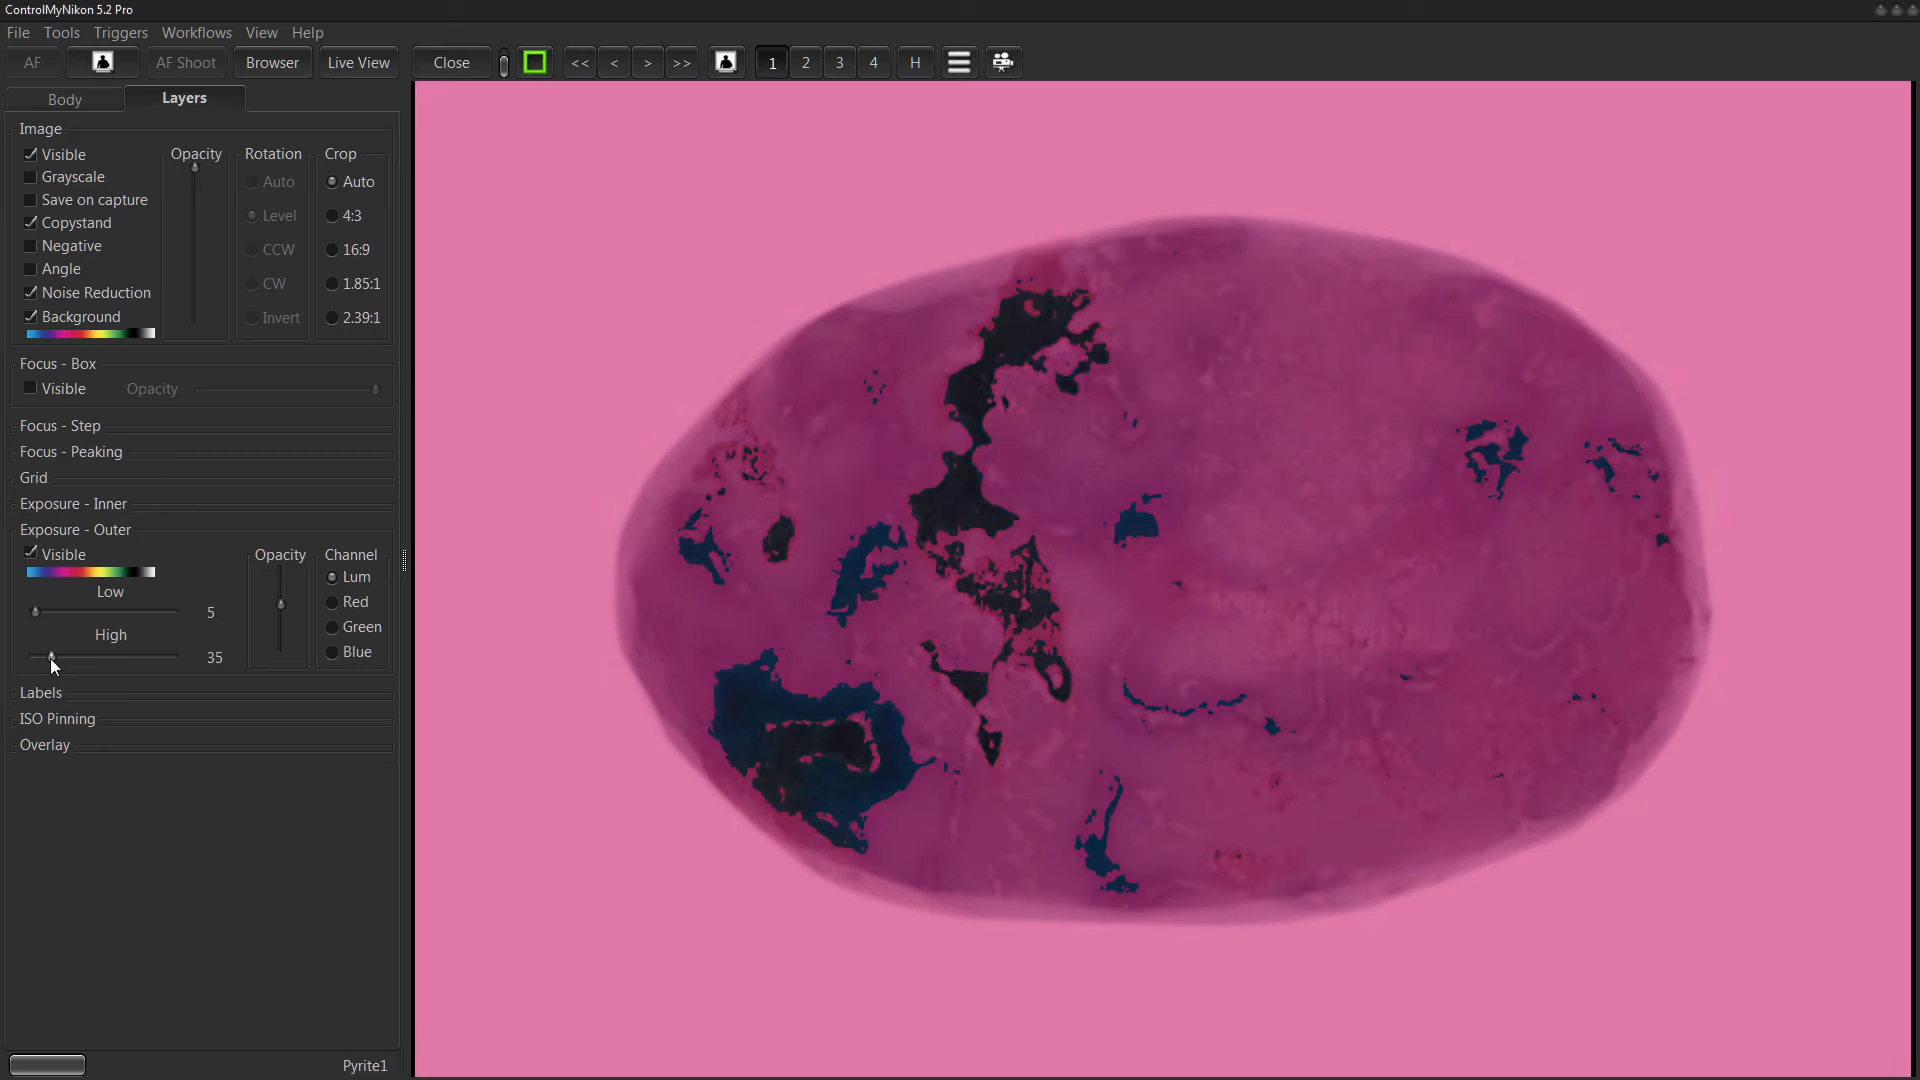 ControlMyNikon 5.2 Pro
File Tools Triggers Workflows View Help
AF AF Shoot Browser Live View Close << < > >> 1 2 3 4 H
Body Layers
Image
Visible
Grayscale
Save on capture
Copystand
Negative
Angle
Noise Reduction
Background
Opacity
Rotation
Auto
Level
CCW
CW
Invert
Crop
Auto
4:3
16:9
1.85:1
2.39:1
Focus - Box
Visible Opacity
Focus - Step
Focus - Peaking
Grid
Exposure - Inner
Exposure - Outer
Visible
Low
5
High
35
Opacity
Channel
Lum
Red
Green
Blue
Labels
ISO Pinning
Overlay
Pyrite1